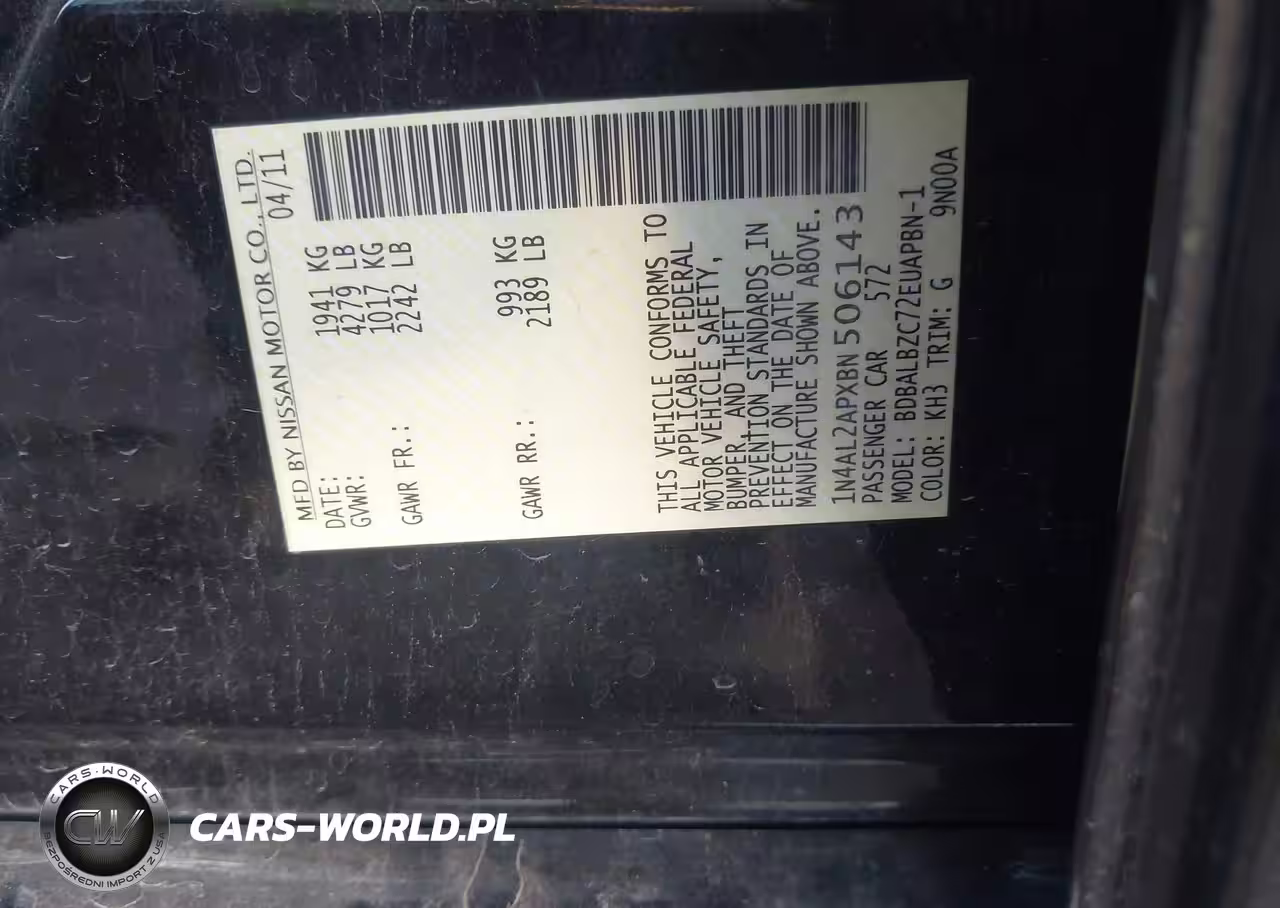 MFD BY NISSAN MOTOR CO., LTD.
DATE: 04/11
GVWR: 1941 KG
4279 LB
GAWR FR.: 1017 KG
2242 LB
GAWR RR.: 993 KG
2189 LB
THIS VEHICLE CONFORMS TO
ALL APPLICABLE FEDERAL
MOTOR VEHICLE SAFETY,
BUMPER, AND THEFT
PREVENTION STANDARDS IN
EFFECT ON THE DATE OF
MANUFACTURE SHOWN ABOVE.
1N4AL2APXBN506143
PASSENGER CAR 572
MODEL: BDBALBZC72EUAPBN-1
COLOR: KH3 TRIM: G 9N00A
CARS-WORLD
CW
BEZPOŚREDNI IMPORT Z USA
CARS-WORLD.PL